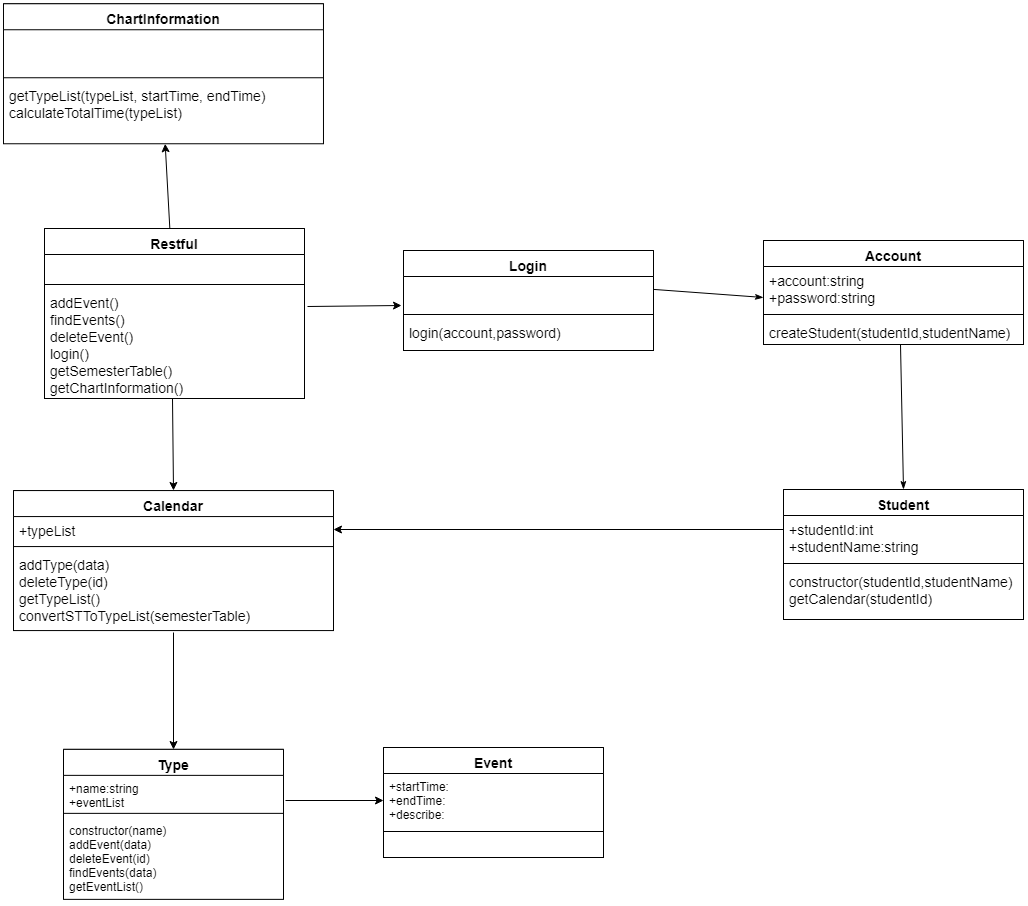 ChartInformation
getTypeList(typeList, startTime, endTime)
calculateTotalTime(typeList)
Restful
addEvent()
findEvents()
deleteEvent()
login()
getSemesterTable()
getChartInformation()
Login
login(account,password)
Account
+account:string
+password:string
createStudent(studentId,studentName)
Calendar
+typeList
addType(data)
deleteType(id)
getTypeList()
convertSTToTypeList(semesterTable)
Student
+studentId:int
+studentName:string
constructor(studentId,studentName)
getCalendar(studentId)
Type
+name:string
+eventList
constructor(name)
addEvent(data)
deleteEvent(id)
findEvents(data)
getEventList()
Event
+startTime:
+endTime:
+describe: